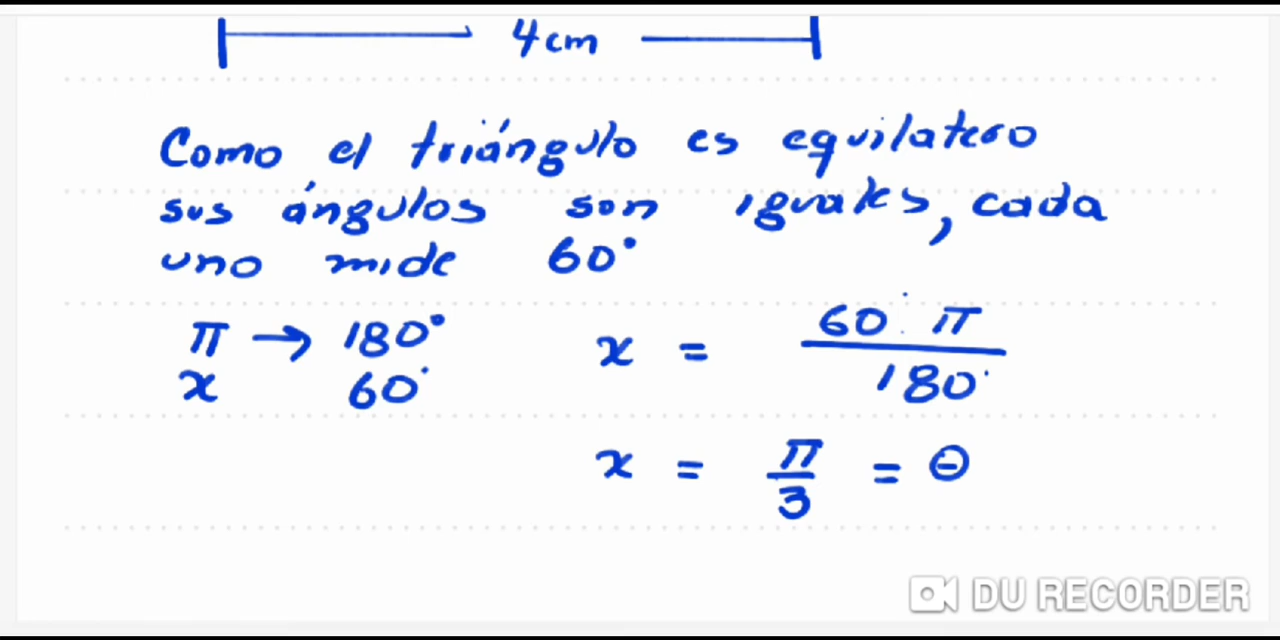 4cm
Como el triángulo es equilatero
sus ángulos son iguales, cada
uno mide 60°
π → 180°
x 60°
x = 60° π / 180°
x = π/3 = θ
DU RECORDER